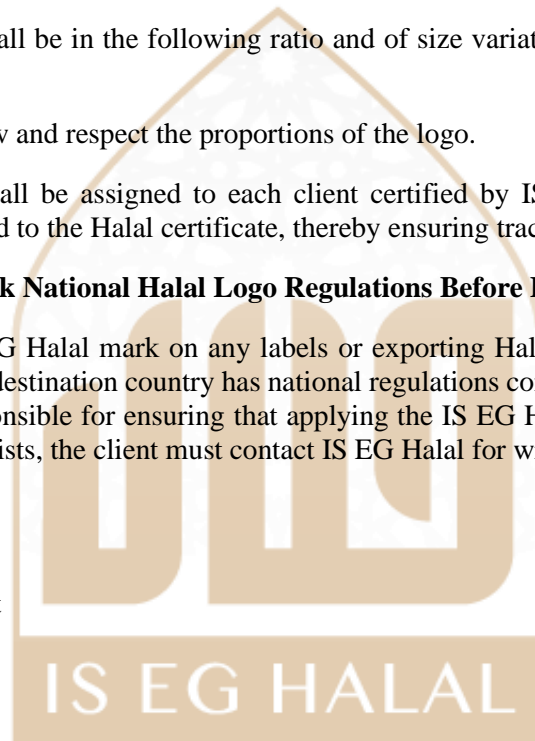 all be in the following ratio and of size variat
and respect the proportions of the logo.
all be assigned to each client certified by IS
d to the Halal certificate, thereby ensuring trac
k National Halal Logo Regulations Before
G Halal mark on any labels or exporting Hal
destination country has national regulations co
onsible for ensuring that applying the IS EG H
ists, the client must contact IS EG Halal for w
IS EG HALAL